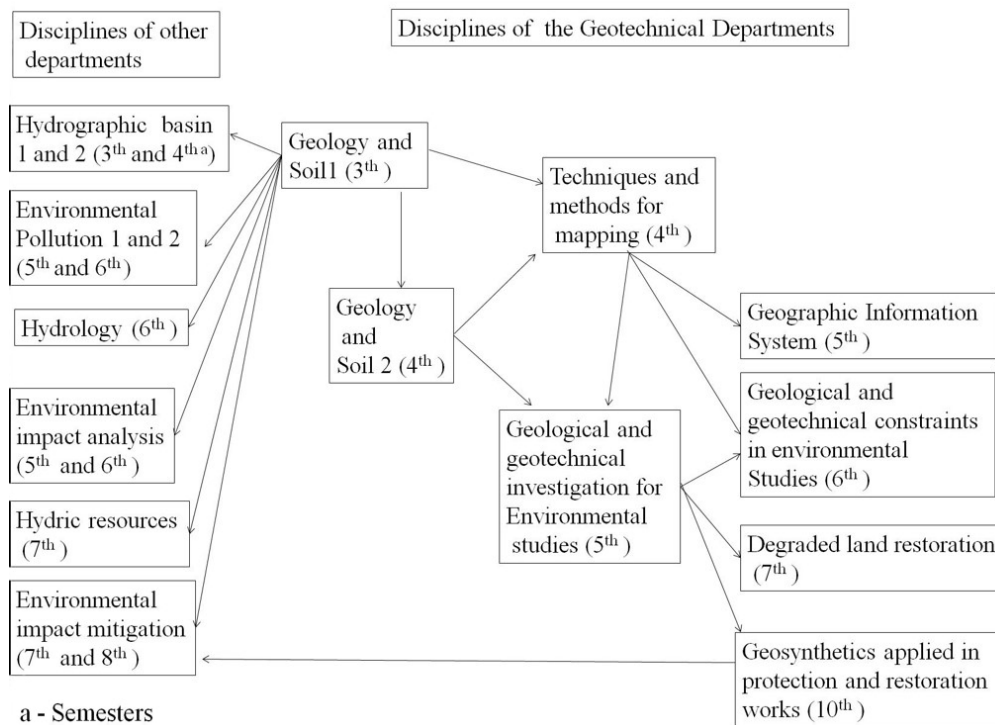 Disciplines of other
departments
Disciplines of the Geotechnical Departments
Hydrographic basin
1 and 2 (3th and 4th a)
Environmental
Pollution 1 and 2
(5th and 6th)
Hydrology (6th)
Environmental
impact analysis
(5th and 6th)
Hydric resources
(7th)
Environmental
impact mitigation
(7th and 8th)
Geology and
Soil1 (3th)
Geology
and
Soil 2 (4th)
Techniques and
methods for
mapping (4th)
Geological and
geotechnical
investigation for
Environmental
studies (5th)
Geographic Information
System (5th)
Geological and
geotechnical constraints
in environmental
Studies (6th)
Degraded land restoration
(7th)
Geosynthetics applied in
protection and restoration
works (10th)
a - Semesters